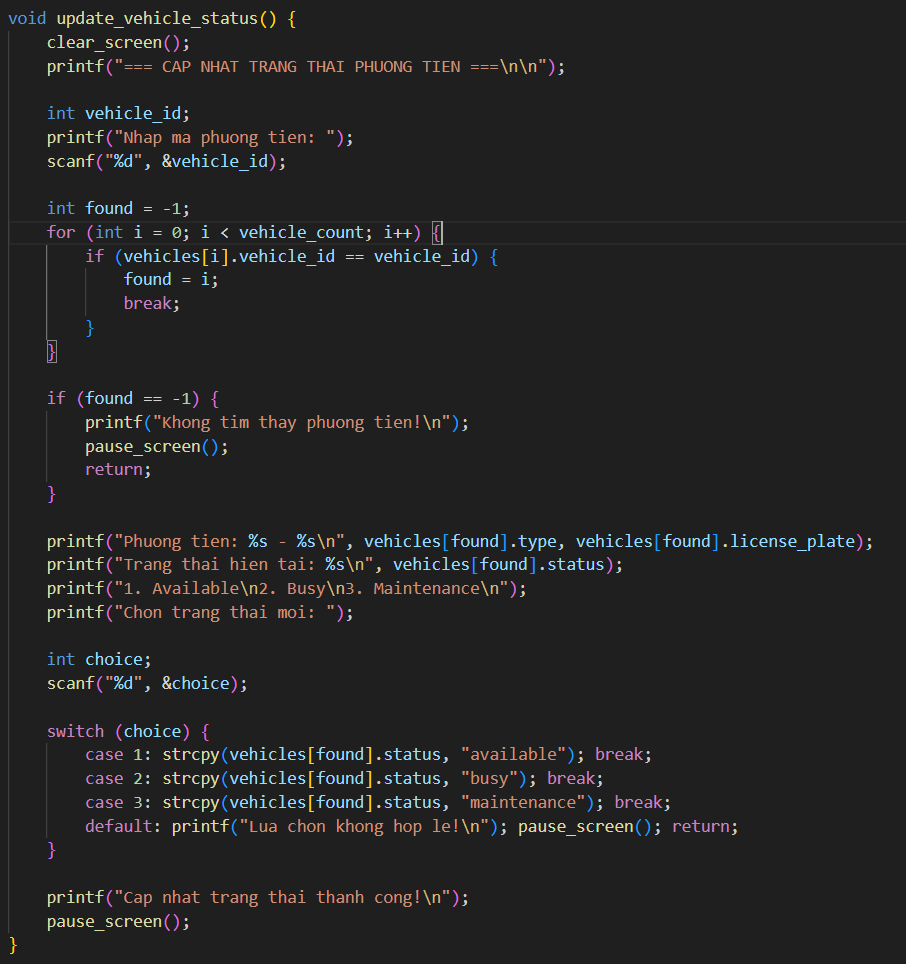 void update_vehicle_status() {
    clear_screen();
    printf("=== CAP NHAT TRANG THAI PHUONG TIEN ===\n\n");

    int vehicle_id;
    printf("Nhap ma phuong tien: ");
    scanf("%d", &vehicle_id);

    int found = -1;
    for (int i = 0; i < vehicle_count; i++) {
        if (vehicles[i].vehicle_id == vehicle_id) {
            found = i;
            break;
        }
    }

    if (found == -1) {
        printf("Khong tim thay phuong tien!\n");
        pause_screen();
        return;
    }

    printf("Phuong tien: %s - %s\n", vehicles[found].type, vehicles[found].license_plate);
    printf("Trang thai hien tai: %s\n", vehicles[found].status);
    printf("1. Available\n2. Busy\n3. Maintenance\n");
    printf("Chon trang thai moi: ");

    int choice;
    scanf("%d", &choice);

    switch (choice) {
        case 1: strcpy(vehicles[found].status, "available"); break;
        case 2: strcpy(vehicles[found].status, "busy"); break;
        case 3: strcpy(vehicles[found].status, "maintenance"); break;
        default: printf("Lua chon khong hop le!\n"); pause_screen(); return;
    }

    printf("Cap nhat trang thai thanh cong!\n");
    pause_screen();
}